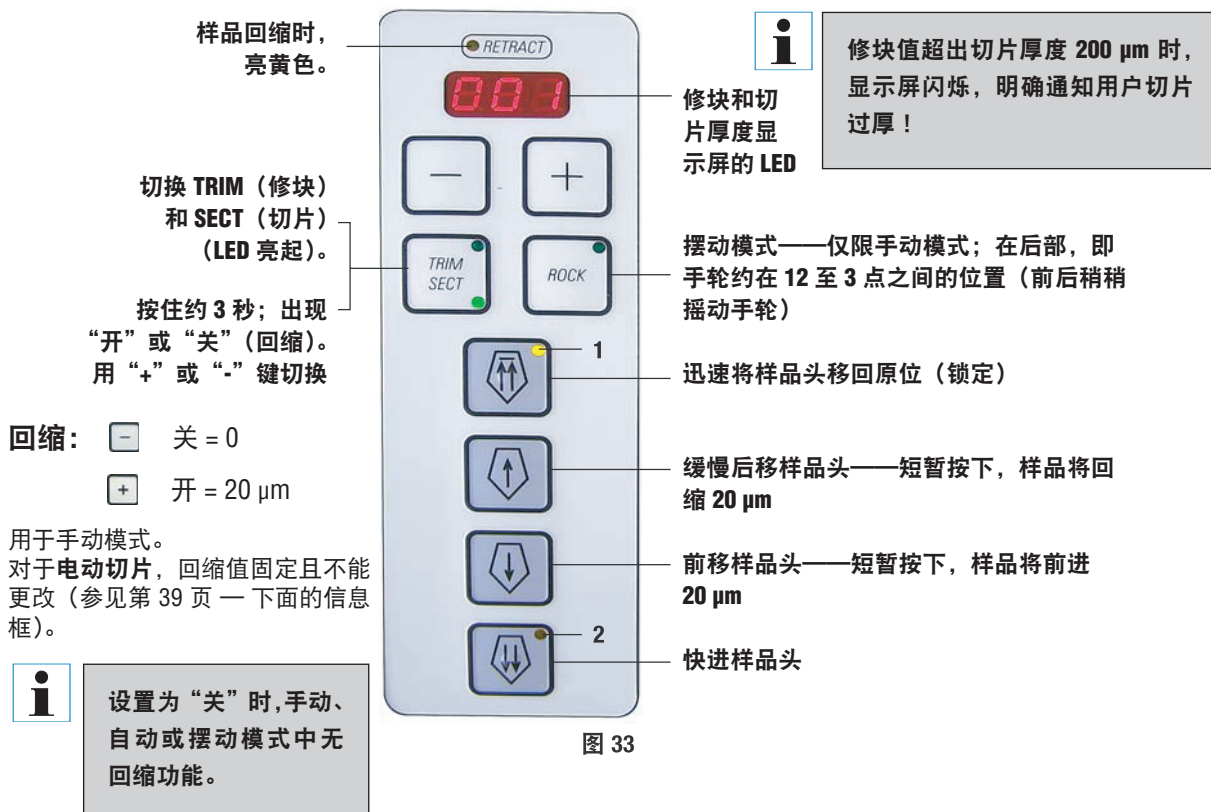 样品回缩时，
亮黄色。
RETRACT
001
修块和切
片厚度显
示屏的 LED
修块值超出切片厚度 200 µm 时，
显示屏闪烁，明确通知用户切片
过厚！
切换 TRIM（修块）
和 SECT（切片）
（LED 亮起）。
按住约 3 秒；出现
“开”或“关”（回缩）。
用“+”或“-”键切换
−
+
TRIM
SECT
ROCK
摆动模式——仅限手动模式；在后部，即
手轮约在 12 至 3 点之间的位置（前后稍稍
摇动手轮）
1
迅速将样品头移回原位（锁定）
回缩： - 关 = 0
+ 开 = 20 µm
用于手动模式。
对于电动切片，回缩值固定且不能
更改（参见第 39 页 — 下面的信息
框）。
缓慢后移样品头——短暂按下，样品将回
缩 20 µm
前移样品头——短暂按下，样品将前进
20 µm
2
快进样品头
设置为“关”时，手动、
自动或摆动模式中无
回缩功能。
图 33